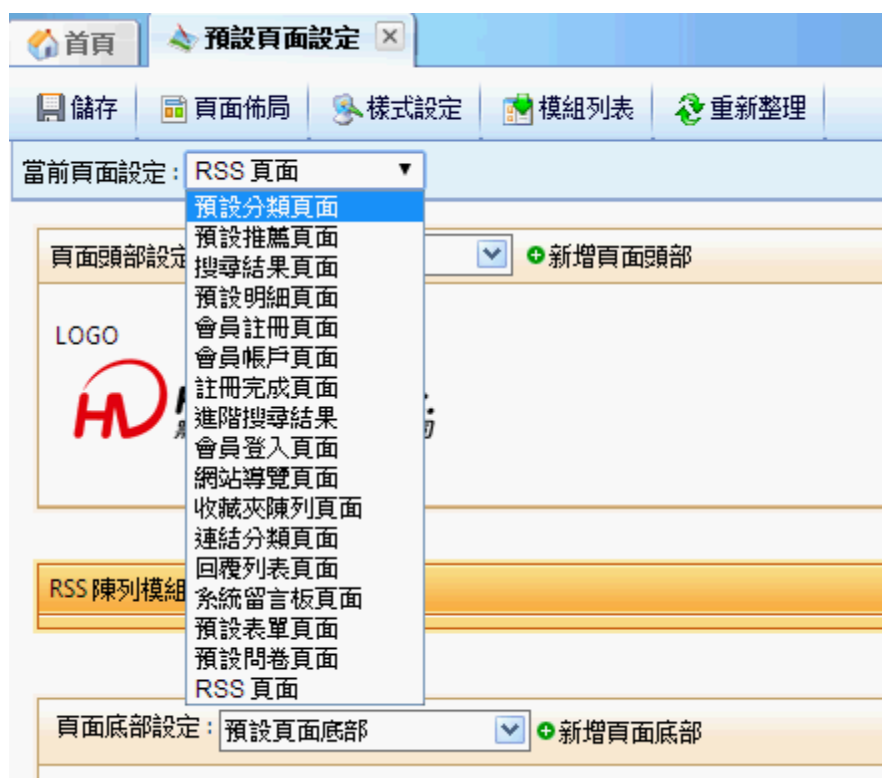 首頁 預設頁面設定
儲存 頁面佈局 樣式設定 模組列表 重新整理
當前頁面設定: RSS 頁面
預設分類頁面
預設推薦頁面
頁面頭部設定 新增頁面頭部
搜尋結果頁面
預設明細頁面
會員註冊頁面
LOGO
會員帳戶頁面
註冊完成頁面
進階搜尋結果
會員登入頁面
網站導覽頁面
收藏夾陳列頁面
連結分類頁面
回覆列表頁面
RSS 陳列模組
系統留言板頁面
預設表單頁面
預設問卷頁面
RSS 頁面
頁面底部設定: 預設頁面底部 新增頁面底部